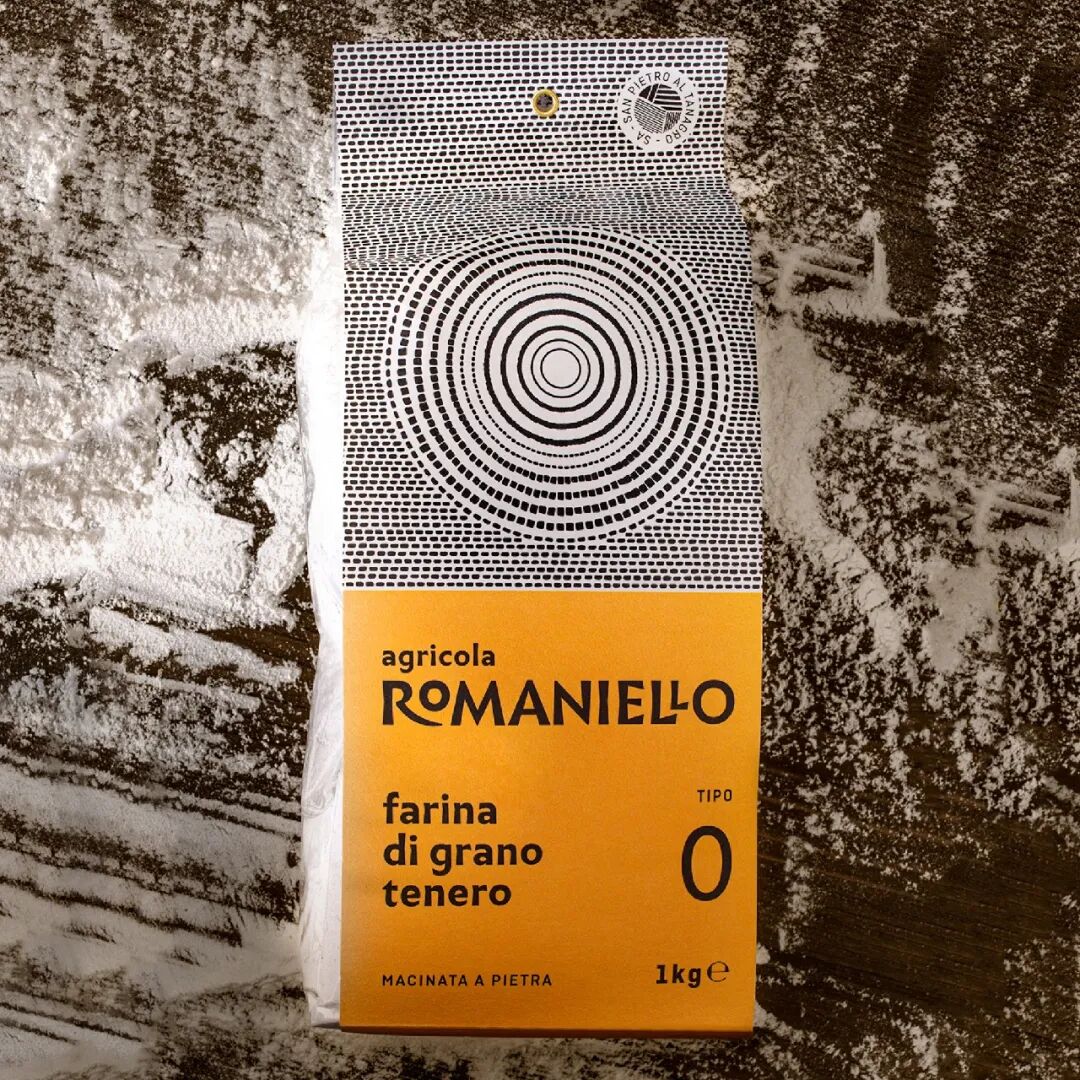 SAN PIETRO AL TANAGRO - SA -
agricola
ROMANIELLO
farina
di grano
tenero
TIPO
0
MACINATA A PIETRA
1kg ℮